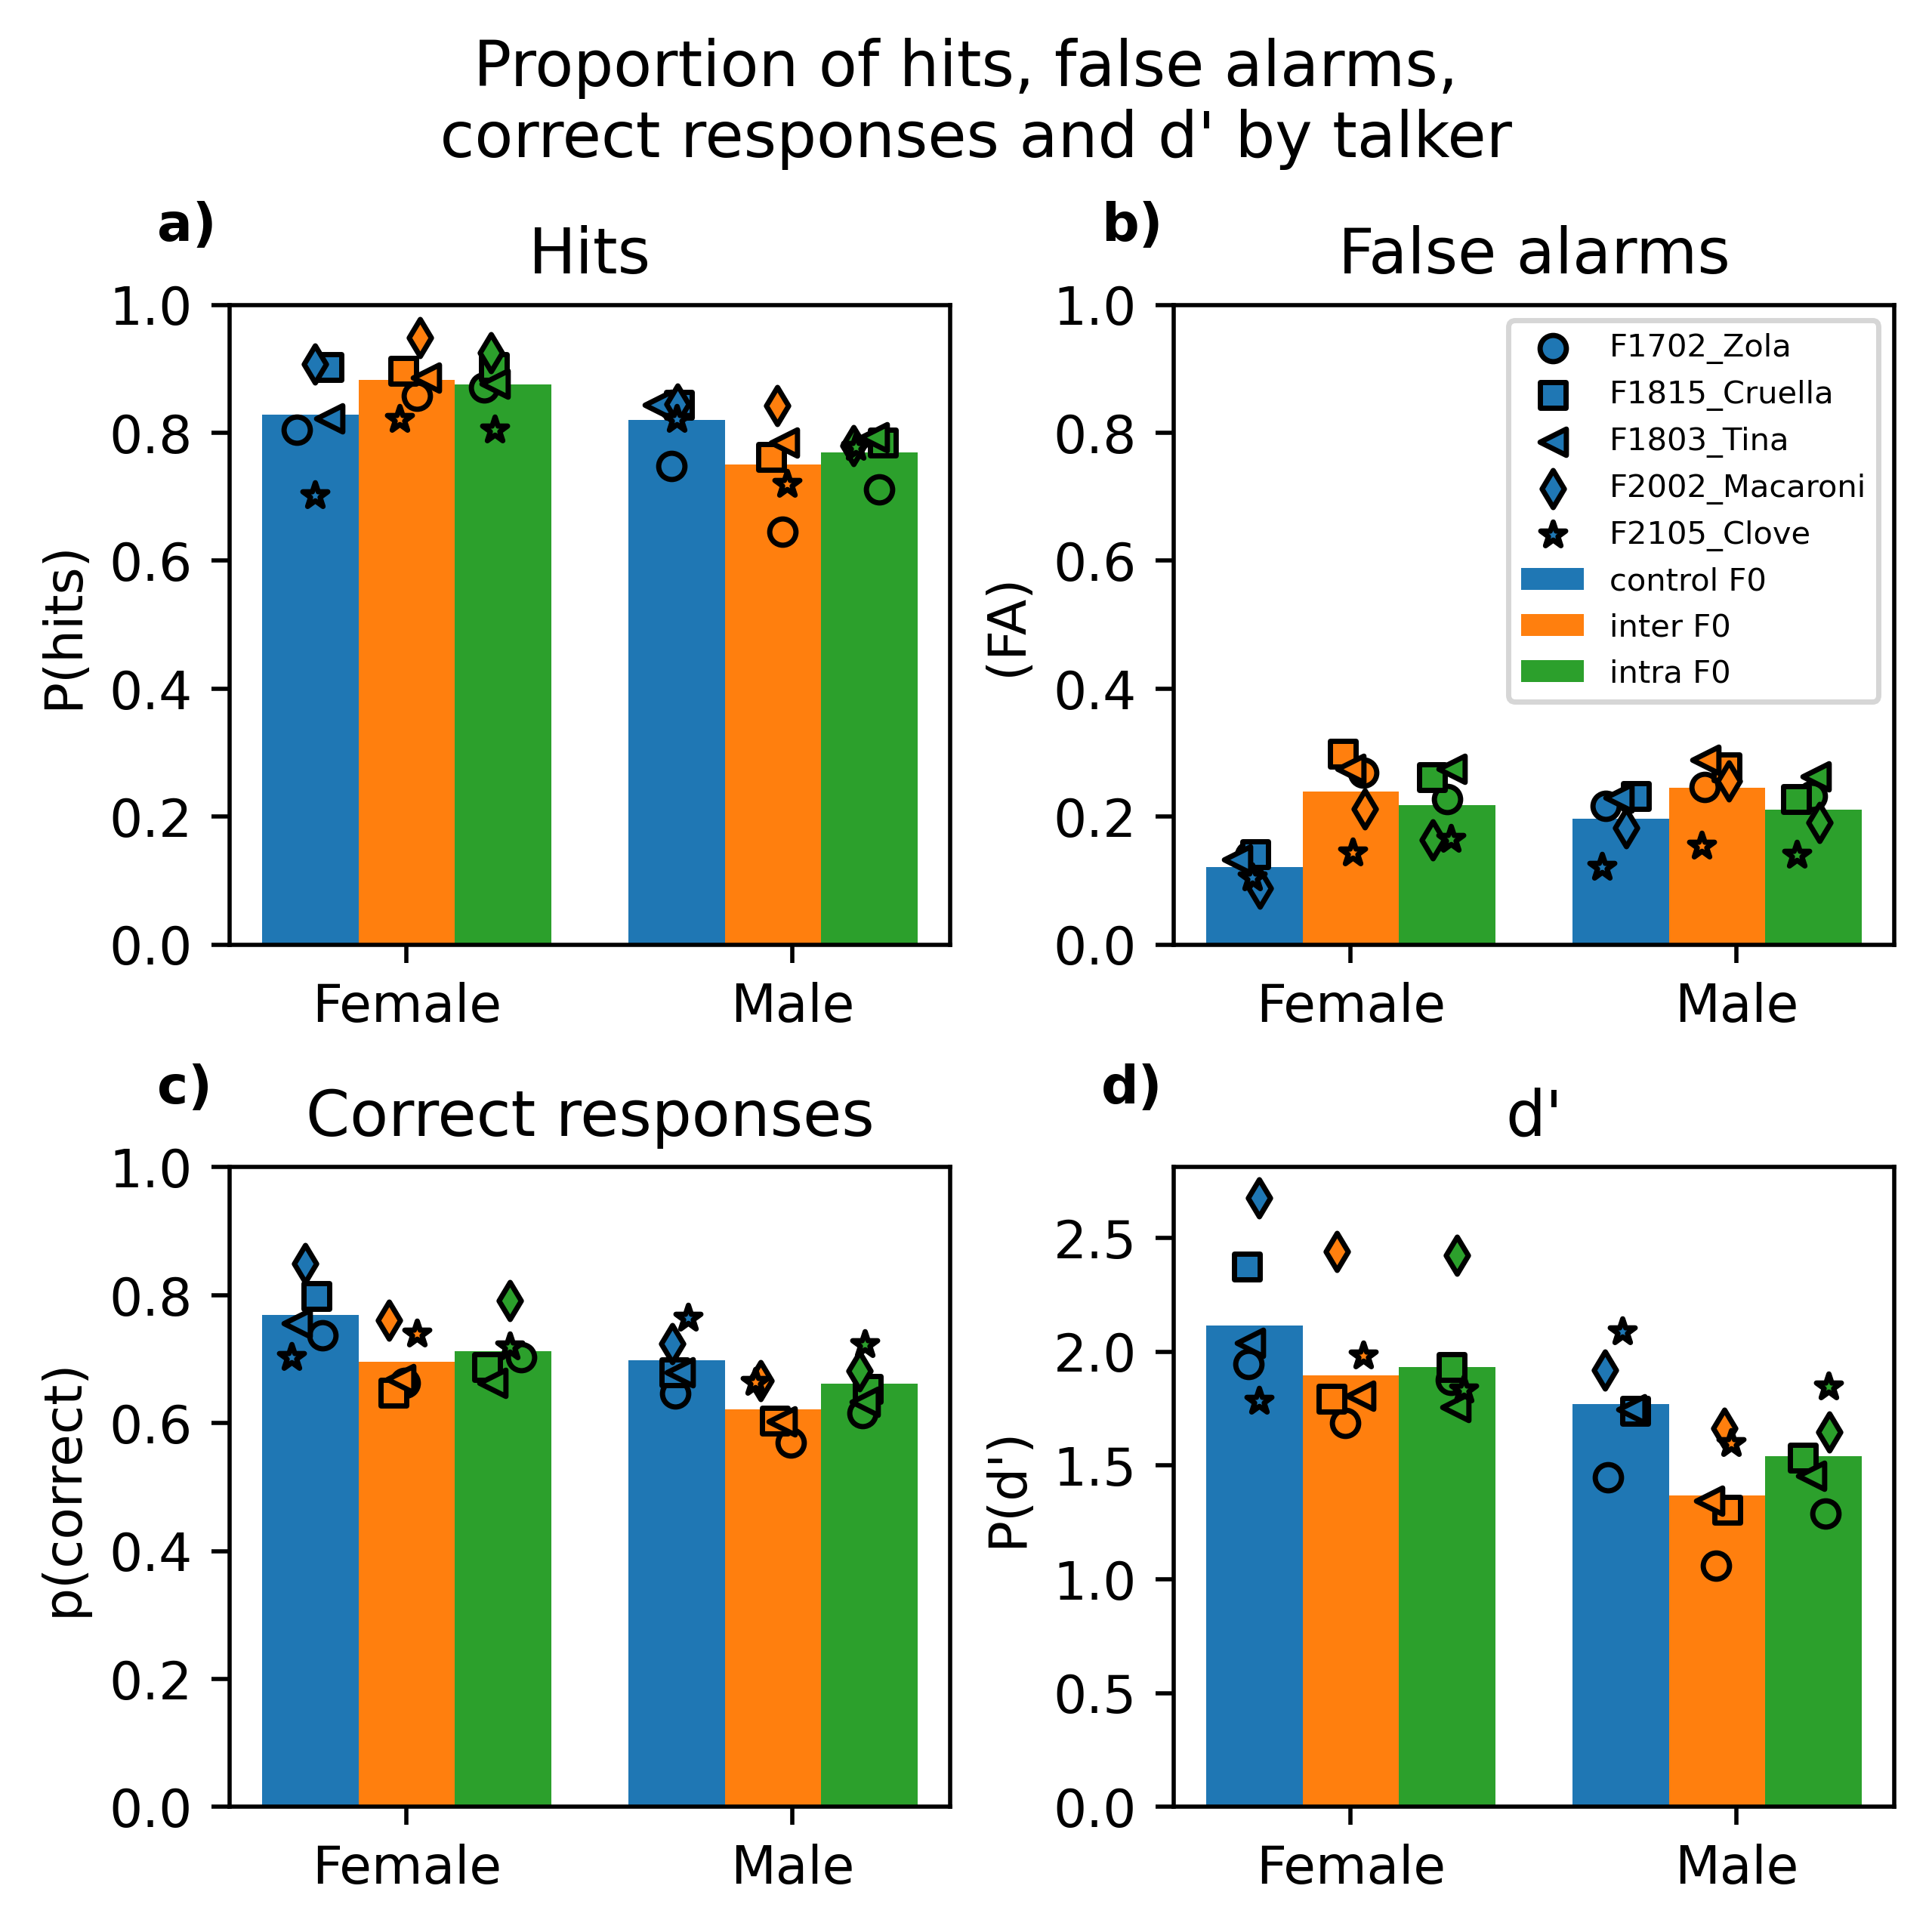 Proportion of hits, false alarms,
correct responses and d' by talker
a)
Hits
P(hits)
1.0
0.8
0.6
0.4
0.2
0.0
Female
Male
b)
False alarms
(FA)
1.0
0.8
0.6
0.4
0.2
0.0
F1702_Zola
F1815_Cruella
F1803_Tina
F2002_Macaroni
F2105_Clove
control F0
inter F0
intra F0
Female
Male
c)
Correct responses
p(correct)
1.0
0.8
0.6
0.4
0.2
0.0
Female
Male
d)
d'
P(d')
2.5
2.0
1.5
1.0
0.5
0.0
Female
Male